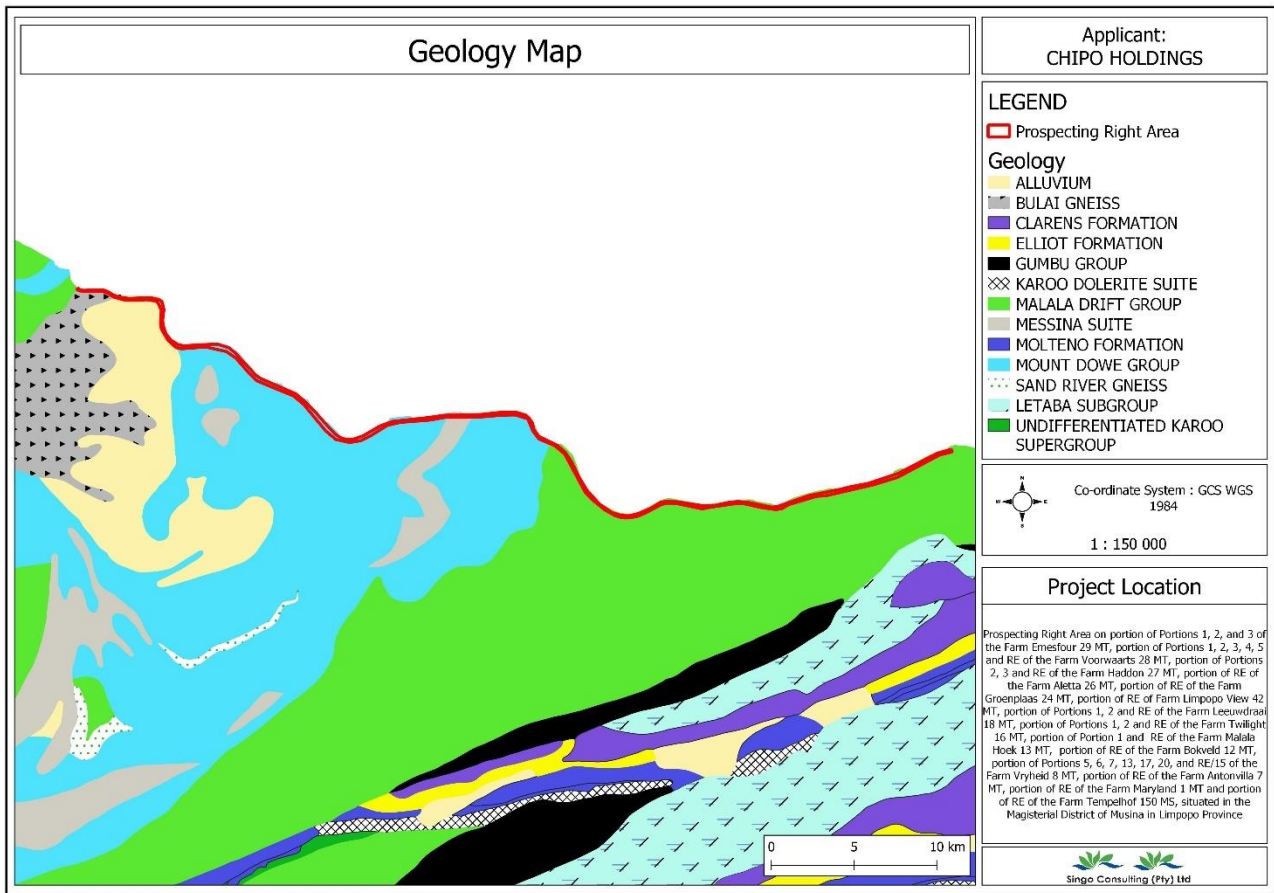 Geology Map
Applicant:
CHIPO HOLDINGS
LEGEND
Prospecting Right Area
Geology
ALLUVIUM
BULAI GNEISS
CLARENS FORMATION
ELLIOT FORMATION
GUMBU GROUP
KAROO DOLERITE SUITE
MALALA DRIFT GROUP
MESSINA SUITE
MOLTENO FORMATION
MOUNT DOWE GROUP
SAND RIVER GNEISS
LETABA SUBGROUP
UNDIFFERENTIATED KAROO
SUPERGROUP
N
W E
S
Co-ordinate System : GCS WGS
1984
1 : 150 000
Project Location
Prospecting Right Area on portion of Portions 1, 2, and 3 of
the Farm Emesfour 29 MT, portion of Portions 1, 2, 3, 4, 5
and RE of the Farm Voorwaarts 28 MT, portion of Portions
2, 3 and RE of the Farm Haddon 27 MT, portion of RE of
the Farm Aletta 26 MT, portion of RE of the Farm
Groenplaas 24 MT, portion of RE of Farm Limpopo View 42
MT, portion of Portions 1, 2 and RE of the Farm Leeuwdraai
18 MT, portion of Portions 1, 2 and RE of the Farm Twilight
16 MT, portion of Portion 1 and RE of the Farm Malala
Hoek 13 MT, portion of RE of the Farm Bokveld 12 MT,
portion of Portions 5, 6, 7, 13, 17, 20, and RE/15 of the
Farm Vryheid 8 MT, portion of RE of the Farm Antonvilla 7
MT, portion of RE of the Farm Maryland 1 MT and portion
of RE of the Farm Tempelhof 150 MS, situated in the
Magisterial District of Musina in Limpopo Province
0 5 10 km
Singo Consulting (Pty) Ltd